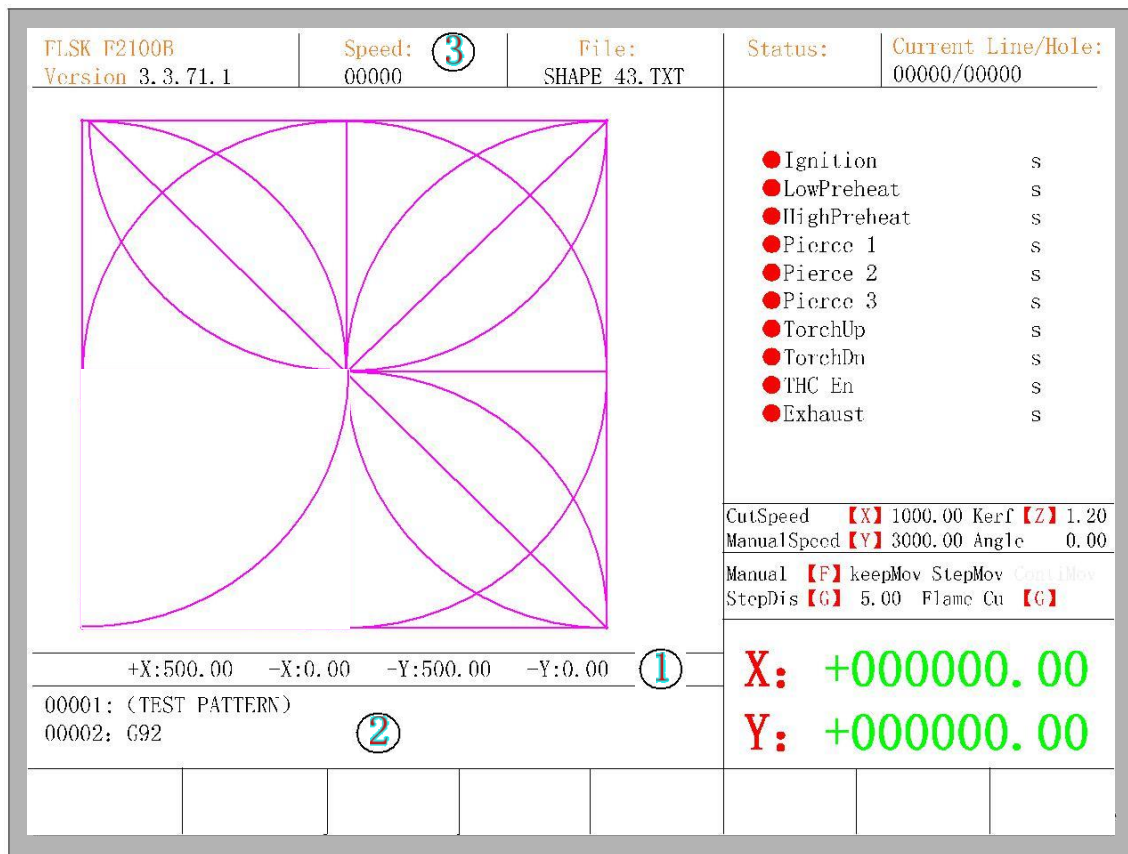 FLSK F2100B
Version 3.3.71.1
Speed: 3
00000
File:
SHAPE 43.TXT
Status:
Current Line/Hole:
00000/00000
Ignition s
LowPreheat s
HighPreheat s
Pierce 1 s
Pierce 2 s
Pierce 3 s
TorchUp s
TorchDn s
THC En s
Exhaust s
CutSpeed 【X】 1000.00 Kerf 【Z】 1.20
ManualSpeed 【Y】 3000.00 Angle 0.00
Manual 【F】 keepMov StepMov ContiMov
StepDis 【G】 5.00 Flame Cu 【G】
+X:500.00 -X:0.00 -Y:500.00 -Y:0.00 1
X: +000000.00
Y: +000000.00
00001: (TEST PATTERN)
00002: G92 2